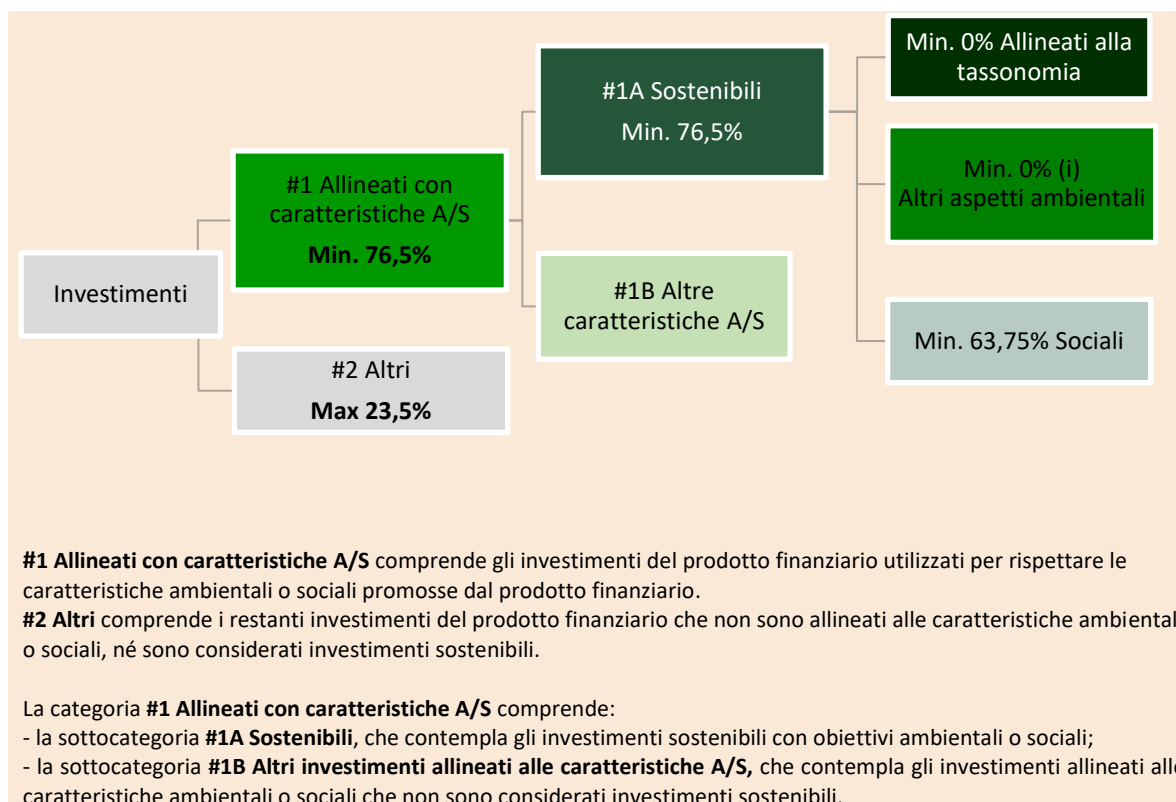 Investimenti
#1 Allineati con
caratteristiche A/S
Min. 76,5%
#2 Altri
Max 23,5%
#1A Sostenibili
Min. 76,5%
#1B Altre
caratteristiche A/S
Min. 0% Allineati alla
tassonomia
Min. 0% (i)
Altri aspetti ambientali
Min. 63,75% Sociali
#1 Allineati con caratteristiche A/S comprende gli investimenti del prodotto finanziario utilizzati per rispettare le
caratteristiche ambientali o sociali promosse dal prodotto finanziario.
#2 Altri comprende i restanti investimenti del prodotto finanziario che non sono allineati alle caratteristiche ambiental
o sociali, né sono considerati investimenti sostenibili.
La categoria #1 Allineati con caratteristiche A/S comprende:
- la sottocategoria #1A Sostenibili, che contempla gli investimenti sostenibili con obiettivi ambientali o sociali;
- la sottocategoria #1B Altri investimenti allineati alle caratteristiche A/S, che contempla gli investimenti allineati alle
caratteristiche ambientali o sociali che non sono considerati investimenti sostenibili.